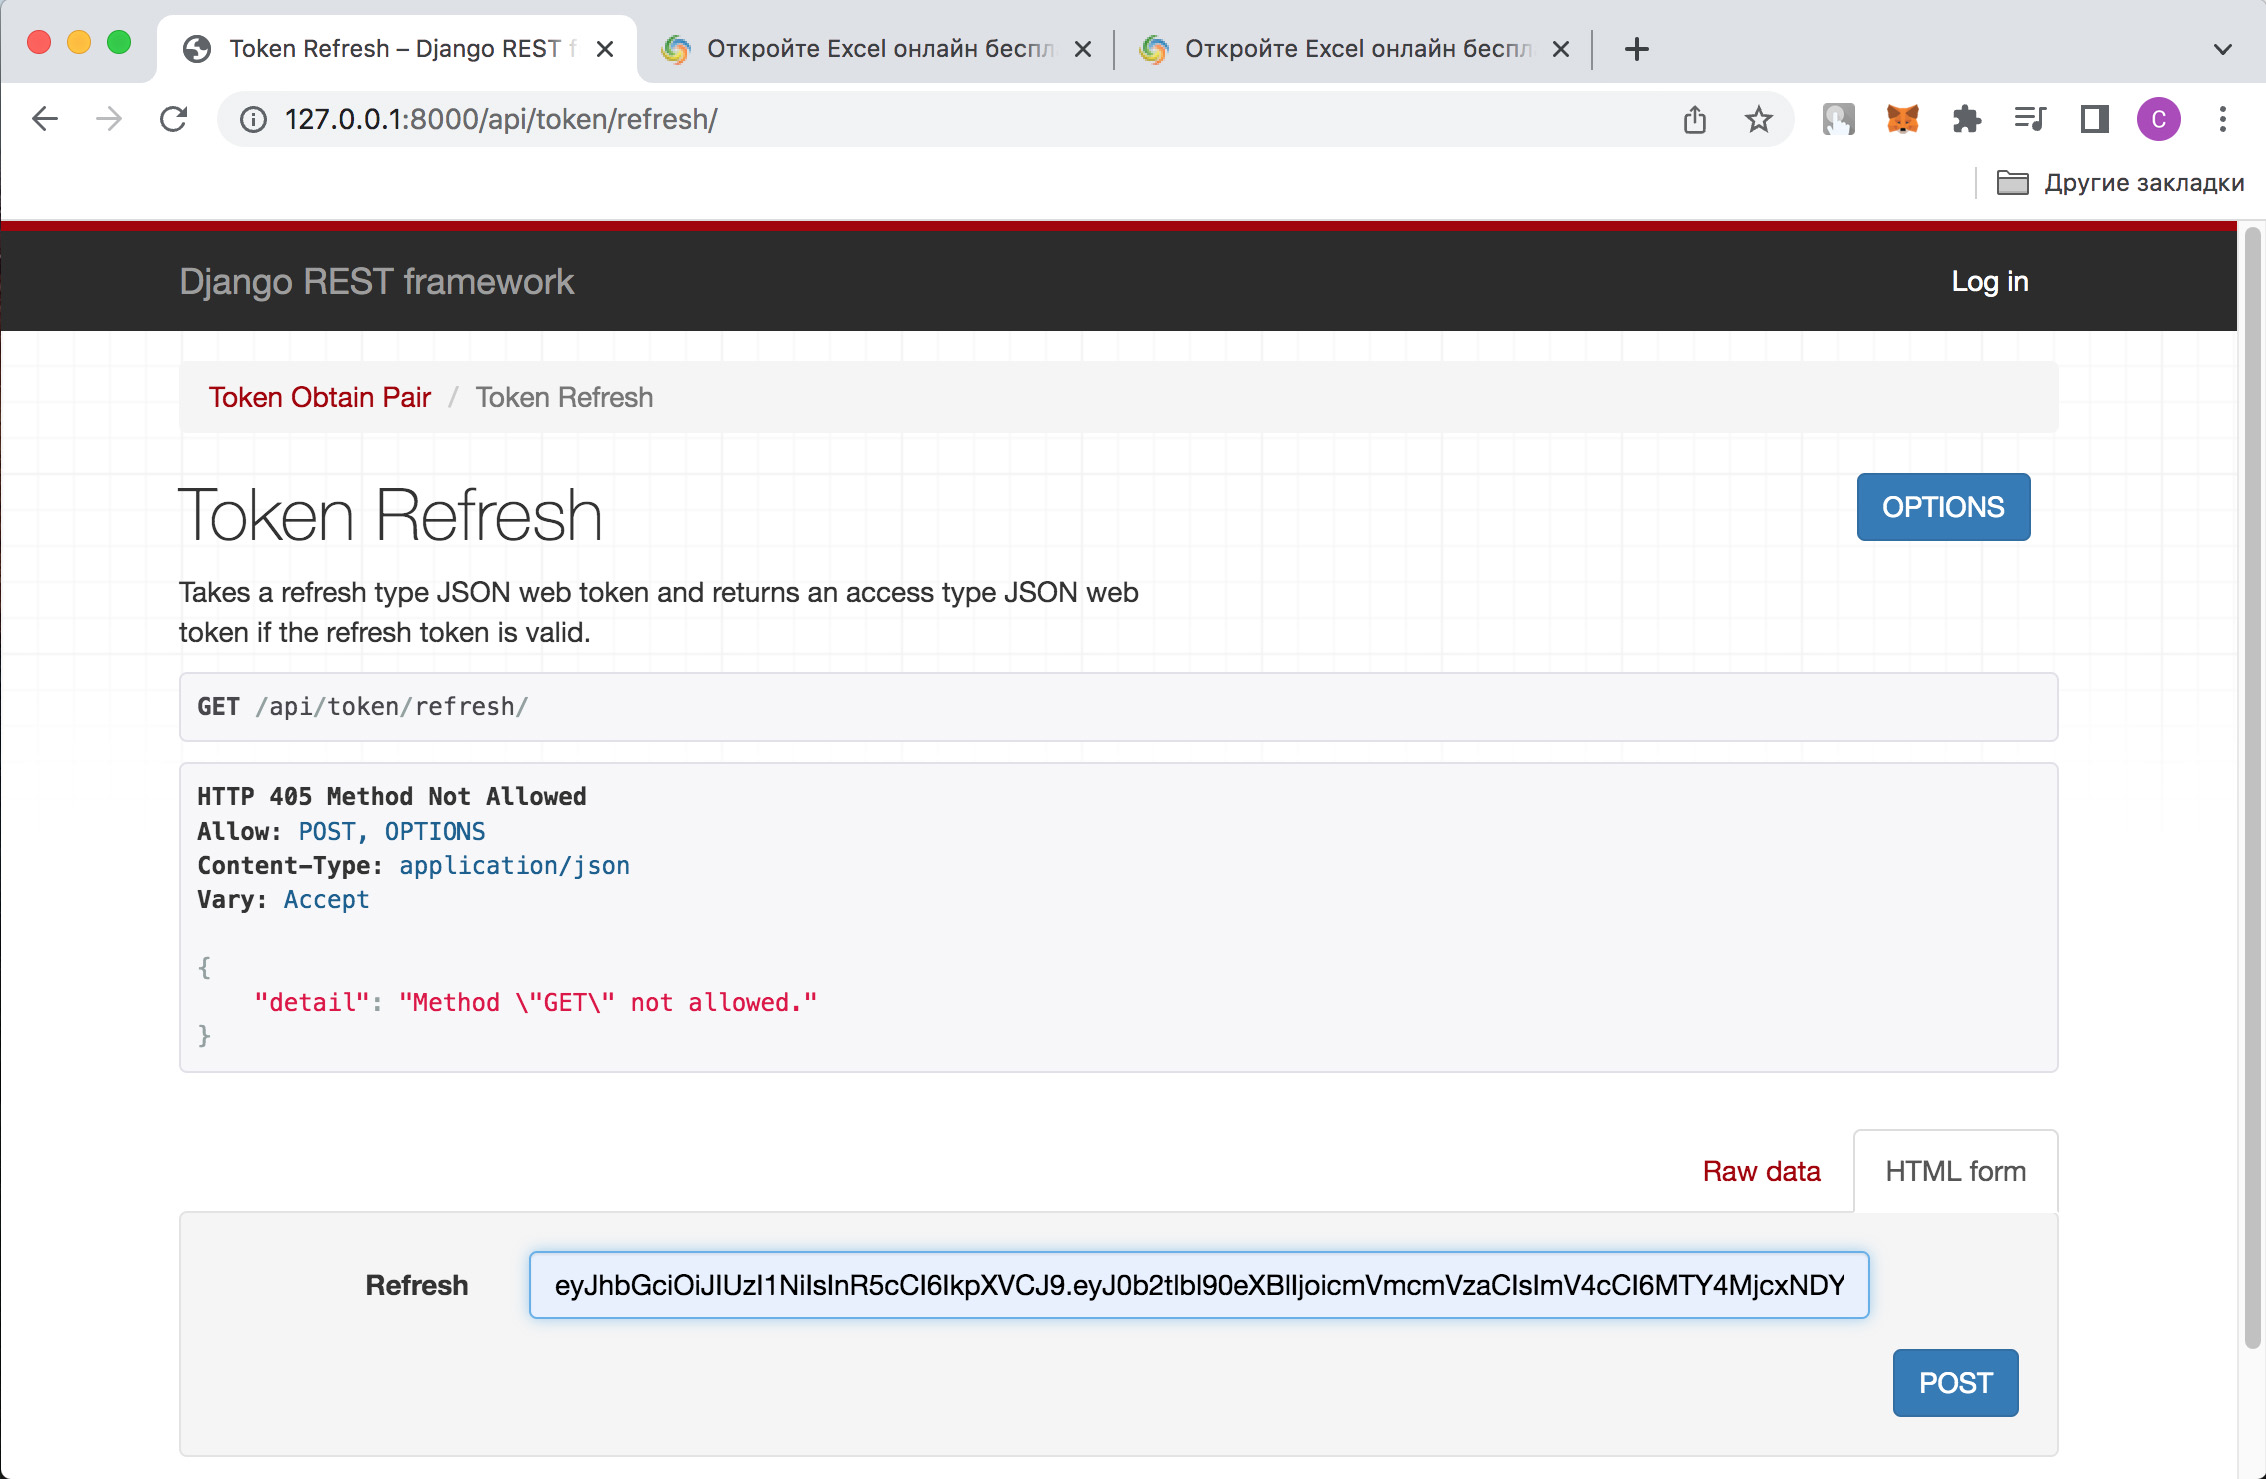 Token Refresh – Django REST f
Откройте Excel онлайн беспл
Откройте Excel онлайн беспл
127.0.0.1:8000/api/token/refresh/
C
Другие закладки
Django REST framework
Log in
Token Obtain Pair / Token Refresh
Token Refresh
OPTIONS
Takes a refresh type JSON web token and returns an access type JSON web
token if the refresh token is valid.
GET /api/token/refresh/
HTTP 405 Method Not Allowed
Allow: POST, OPTIONS
Content-Type: application/json
Vary: Accept
{
"detail": "Method \"GET\" not allowed."
}
Raw data
HTML form
Refresh
eyJhbGciOiJIUzI1NiIsInR5cCI6IkpXVCJ9.eyJ0b2tlbl90eXBlIjoicmVmcmVzaCIsImV4cCI6MTY4MjcxNDY
POST